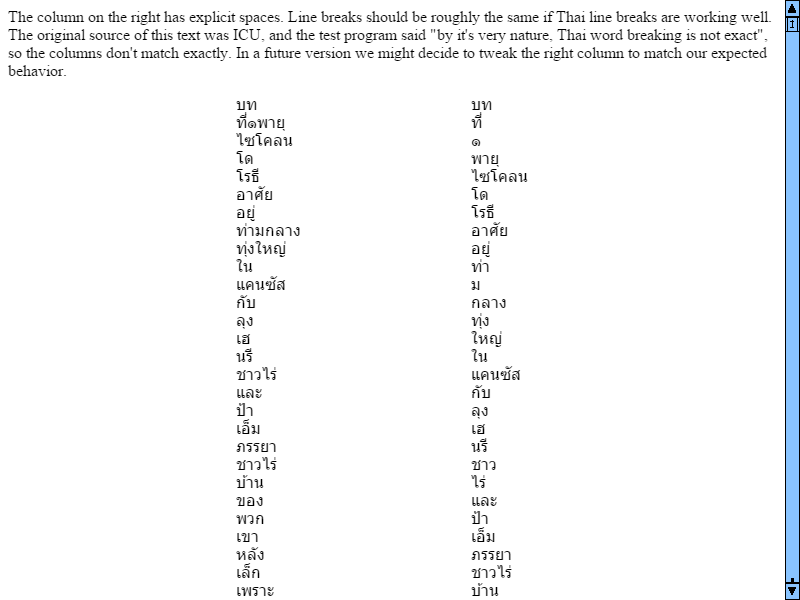 The column on the right has explicit spaces. Line breaks should be roughly the same if Thai line breaks are working well.
The original source of this text was ICU, and the test program said "by it's very nature, Thai word breaking is not exact",
so the columns don't match exactly. In a future version we might decide to tweak the right column to match our expected
behavior.
บท
ที่๑พายุ
ไซโคลน
โด
โรธี
อาศัย
อยู่
ท่ามกลาง
ทุ่งใหญ่
ใน
แคนซัส
กับ
ลุง
เฮ
นรี
ชาวไร่
และ
ป้า
เอ็ม
ภรรยา
ชาวไร่
บ้าน
ของ
พวก
เขา
หลัง
เล็ก
เพราะ
บท
ที่
๑
พายุ
ไซโคลน
โด
โรธี
อาศัย
อยู่
ท่า
ม
กลาง
ทุ่ง
ใหญ่
ใน
แคนซัส
กับ
ลุง
เฮ
นรี
ชาว
ไร่
และ
ป้า
เอ็ม
ภรรยา
ชาวไร่
บ้าน